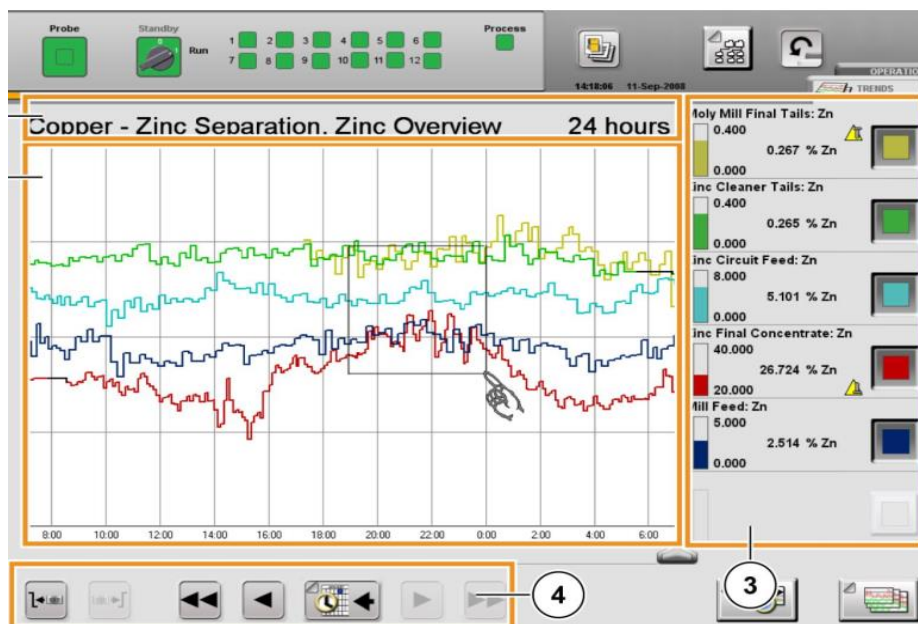 Probe
Standby
Run
1 2 3 4 5 6
7 8 9 10 11 12
Process
14:18:06 11-Sep-2008
OPERATIO
TRENDS
Copper - Zinc Separation. Zinc Overview 24 hours
Moly Mill Final Tails: Zn
0.400
0.267 % Zn
0.000
inc Cleaner Tails: Zn
0.400
0.265 % Zn
0.000
inc Circuit Feed: Zn
8.000
5.101 % Zn
0.000
inc Final Concentrate: Zn
40.000
26.724 % Zn
20.000
Mill Feed: Zn
5.000
2.514 % Zn
0.000
8:00 10:00 12:00 14:00 16:00 18:00 20:00 22:00 0:00 2:00 4:00 6:00
3
4